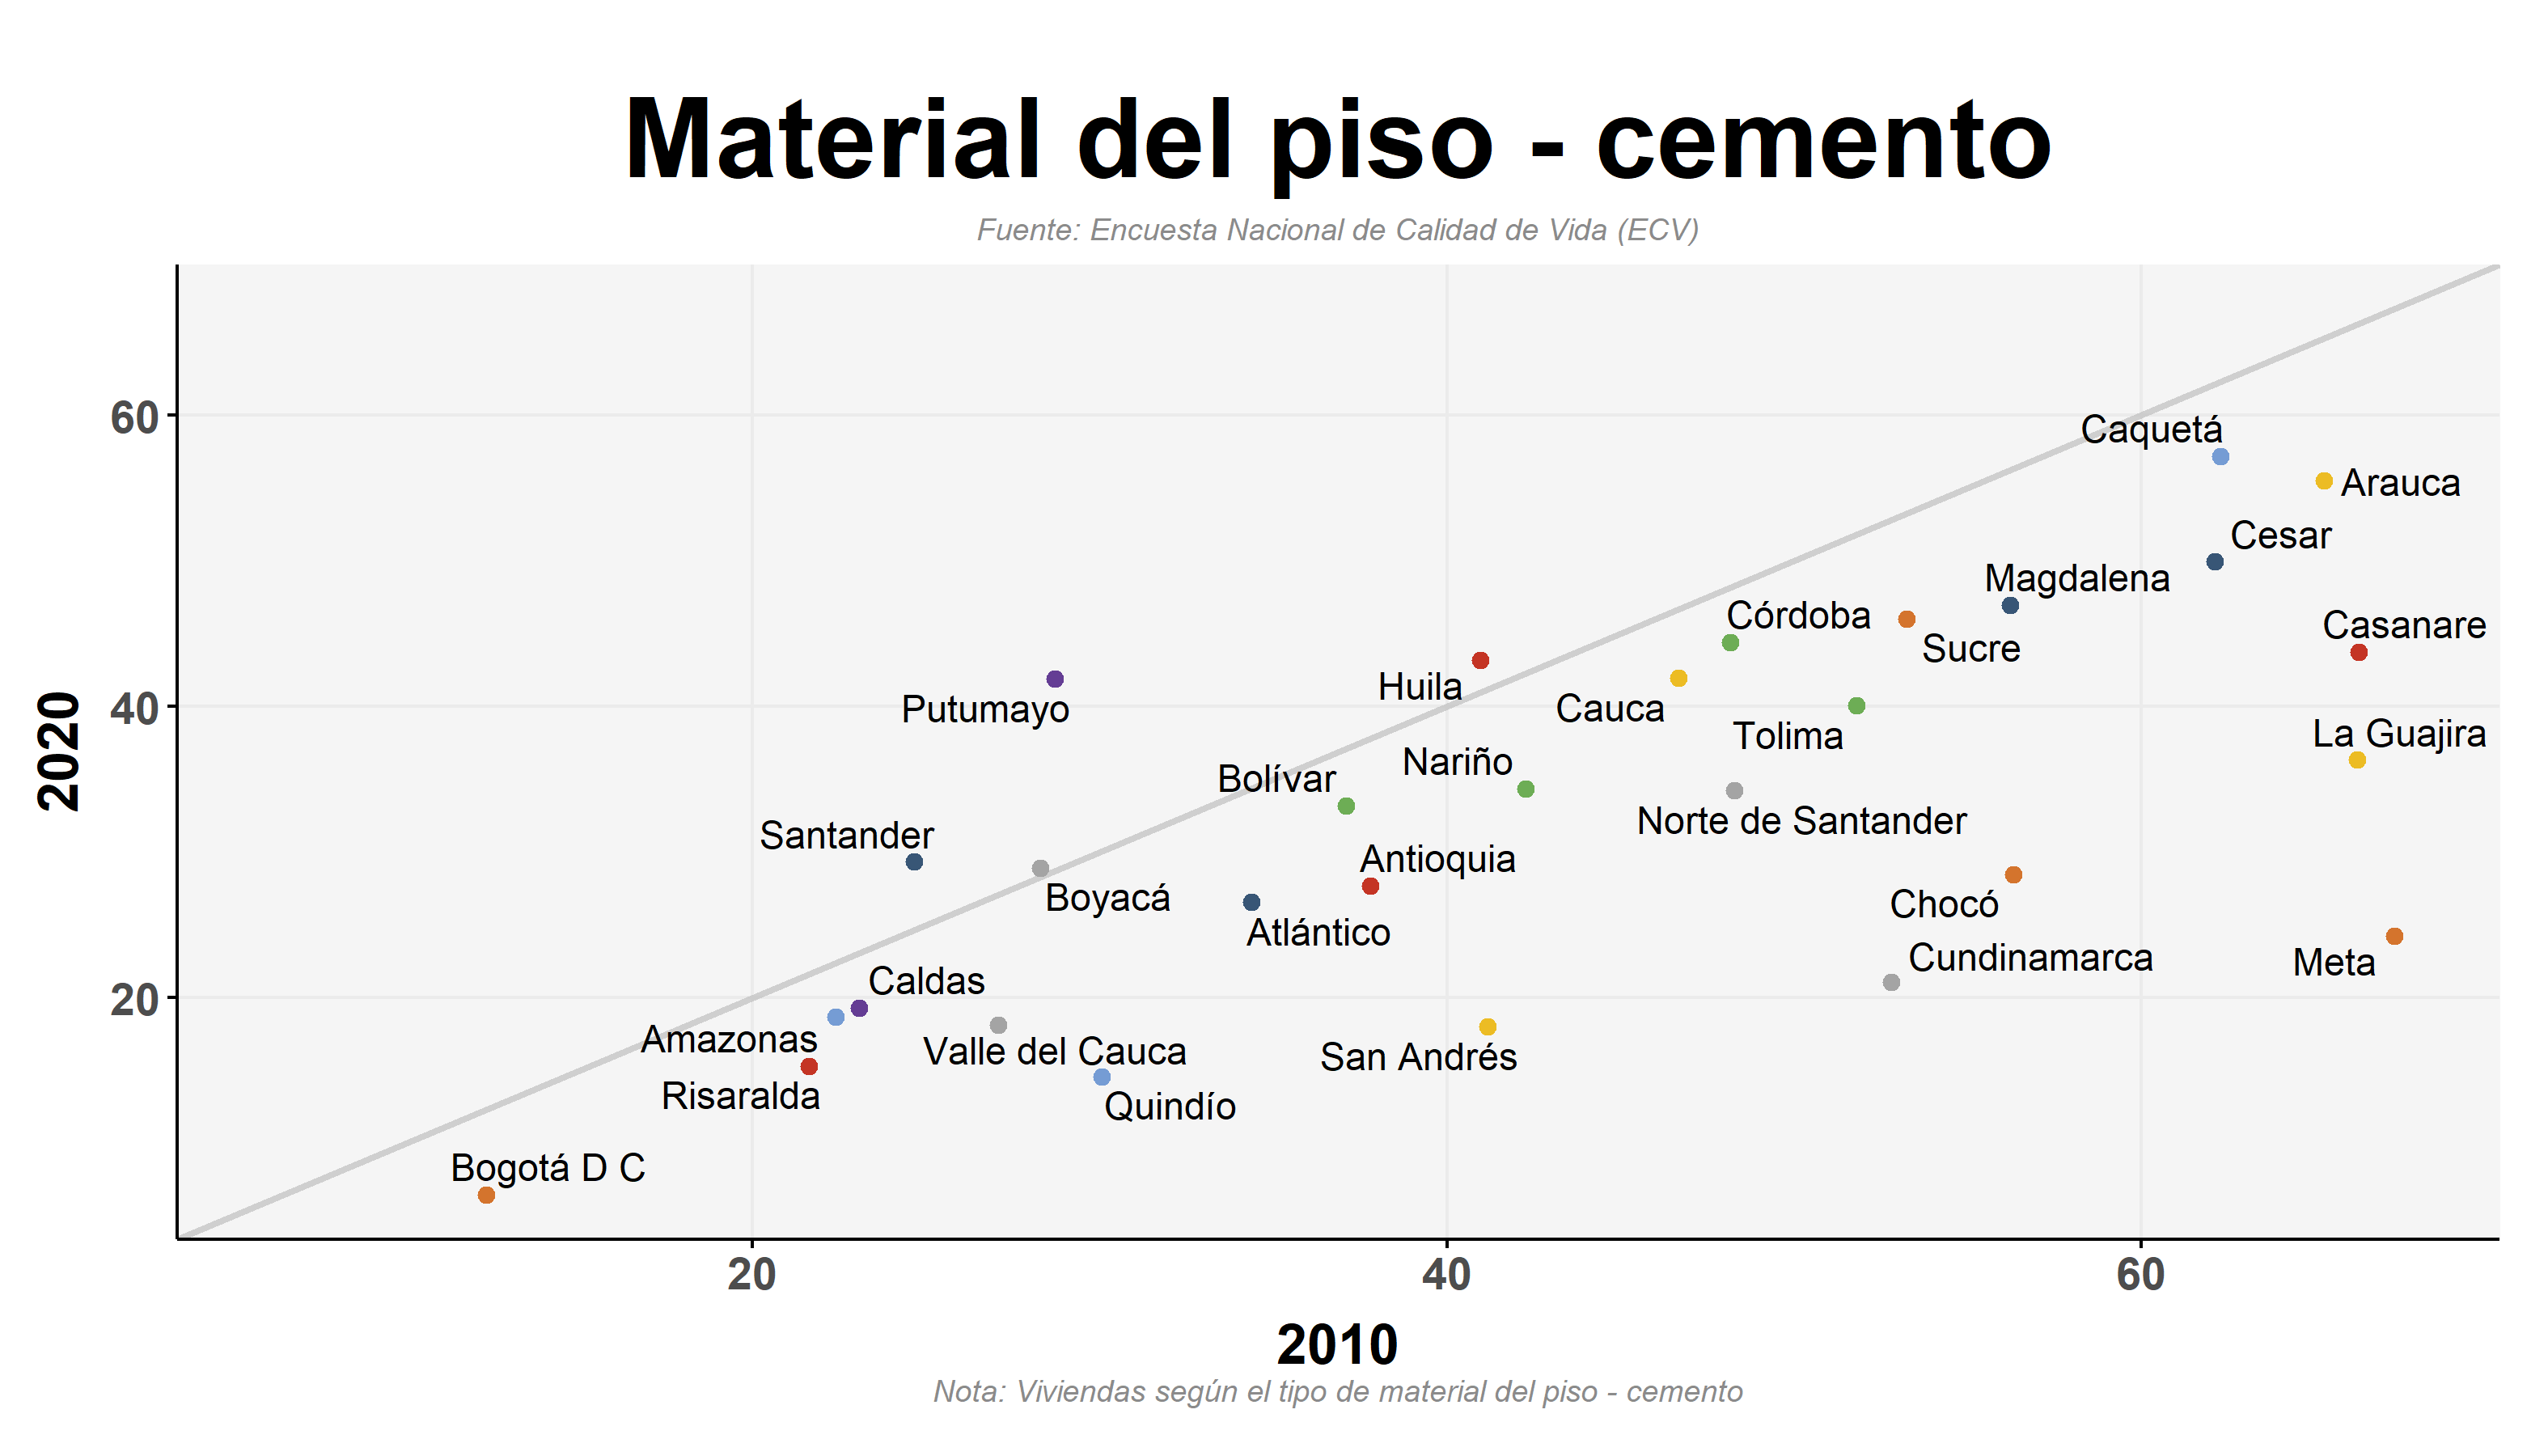 Material del piso - cemento
Fuente: Encuesta Nacional de Calidad de Vida (ECV)
60
40
20
2020
Caquetá
Arauca
Cesar
Magdalena
Córdoba
Casanare
Sucre
Huila
Putumayo
Cauca
Tolima
La Guajira
Nariño
Bolívar
Norte de Santander
Santander
Antioquia
Boyacá
Chocó
Atlántico
Cundinamarca
Meta
Caldas
Amazonas
Valle del Cauca
San Andrés
Risaralda
Quindío
Bogotá D C
20
40
60
2010
Nota: Viviendas según el tipo de material del piso - cemento